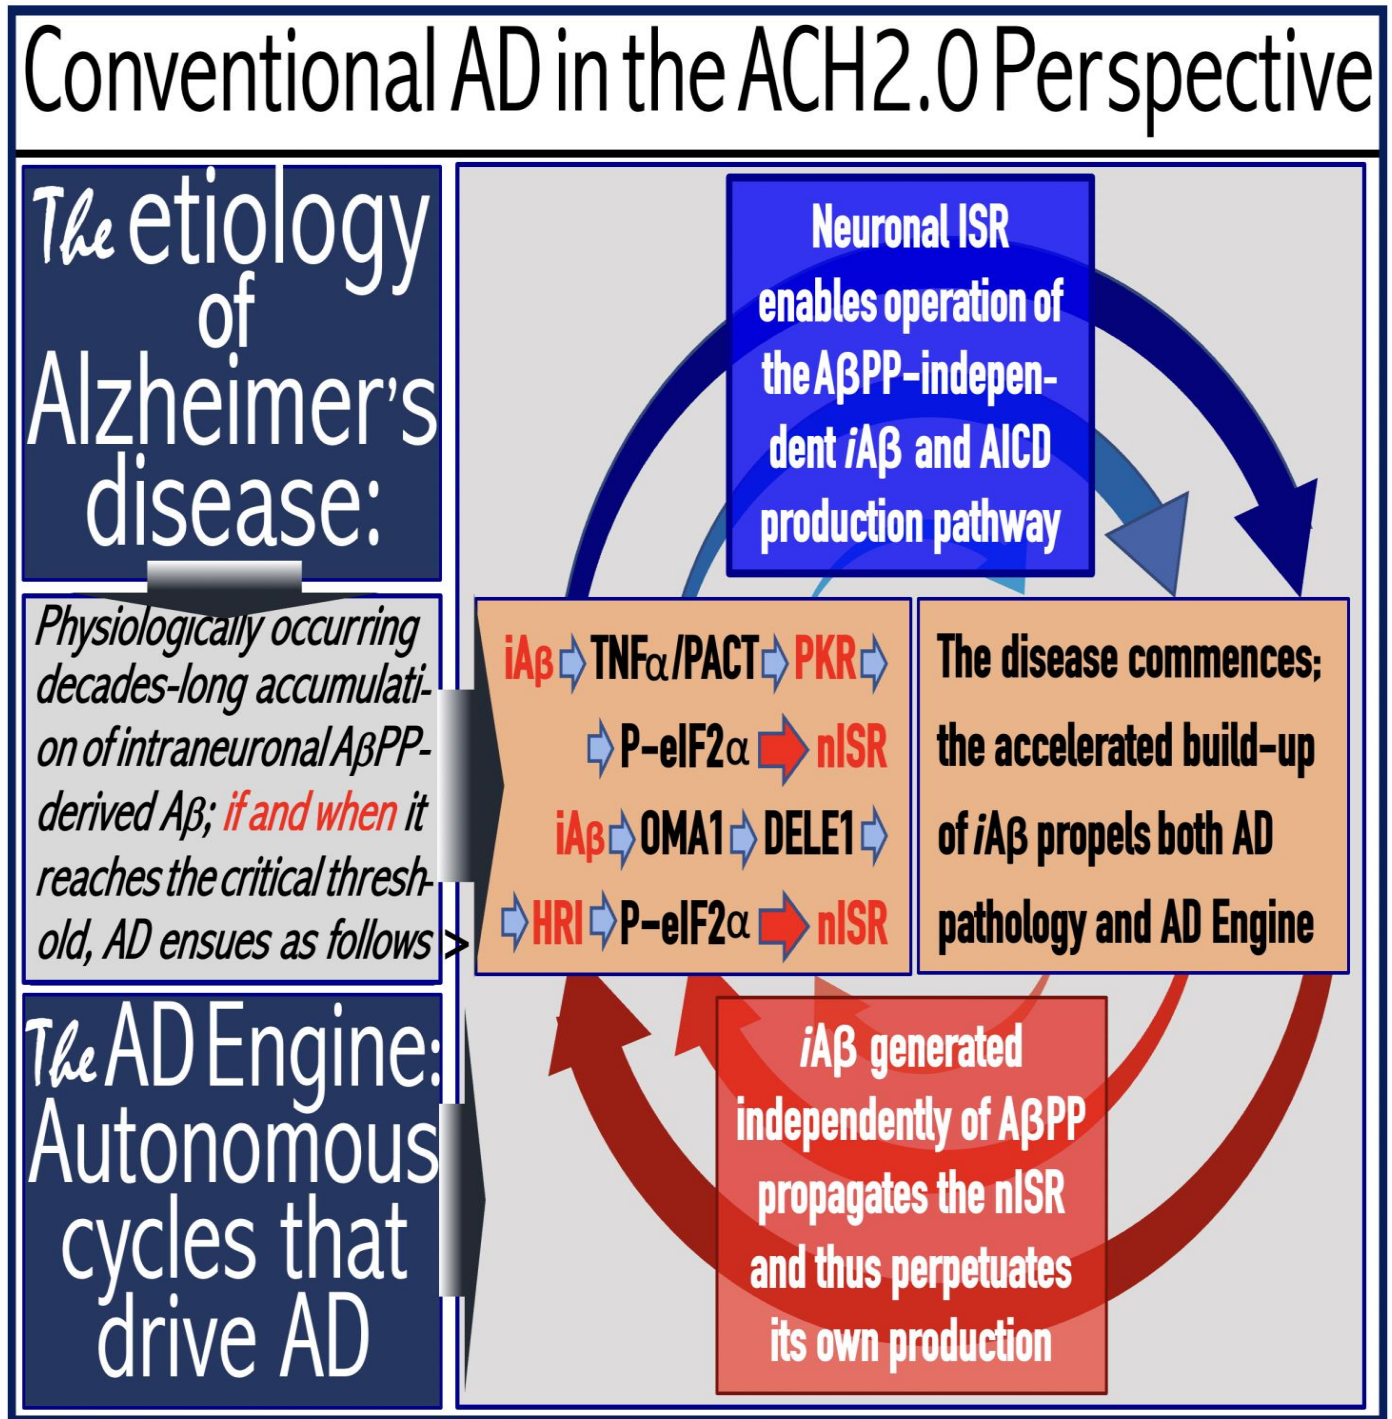 Conventional AD in the ACH2.0 Perspective
The etiology
of
Alzheimer's
disease:
Physiologically occurring
decades-long accumulati-
on of intraneuronal AβPP-
derived Aβ; if and when it
reaches the critical thresh-
old, AD ensues as follows >
The AD Engine:
Autonomous
cycles that
drive AD
Neuronal ISR
enables operation of
the AβPP-indepen-
dent iAβ and AICD
production pathway
iAβ TNFα/PACT PKR
P-eIF2α nISR
iAβ OMA1 DELE1
HRI P-eIF2α nISR
The disease commences;
the accelerated build-up
of iAβ propels both AD
pathology and AD Engine
iAβ generated
independently of AβPP
propagates the nISR
and thus perpetuates
its own production